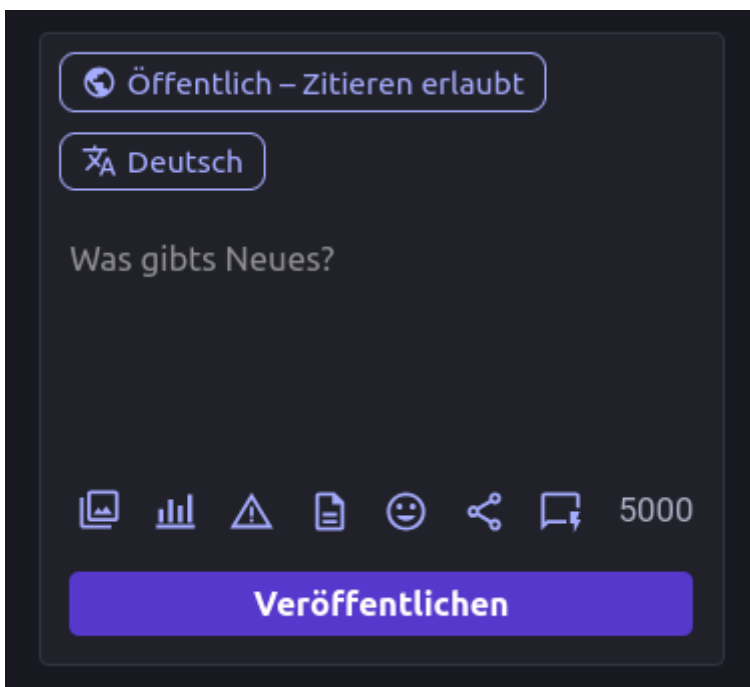 Öffentlich – Zitieren erlaubt
Deutsch
Was gibts Neues?
5000
Veröffentlichen